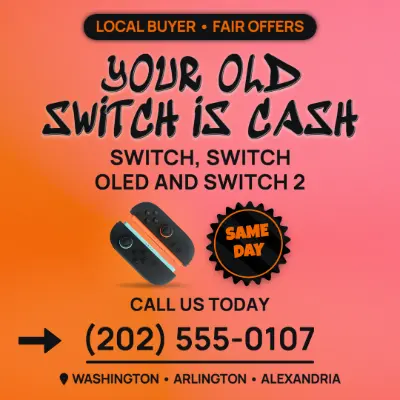 LOCAL BUYER • FAIR OFFERS
YOUR OLD
SWITCH IS CASH
SWITCH, SWITCH
OLED AND SWITCH 2
SAME
DAY
CALL US TODAY
(202) 555-0107
WASHINGTON • ARLINGTON • ALEXANDRIA